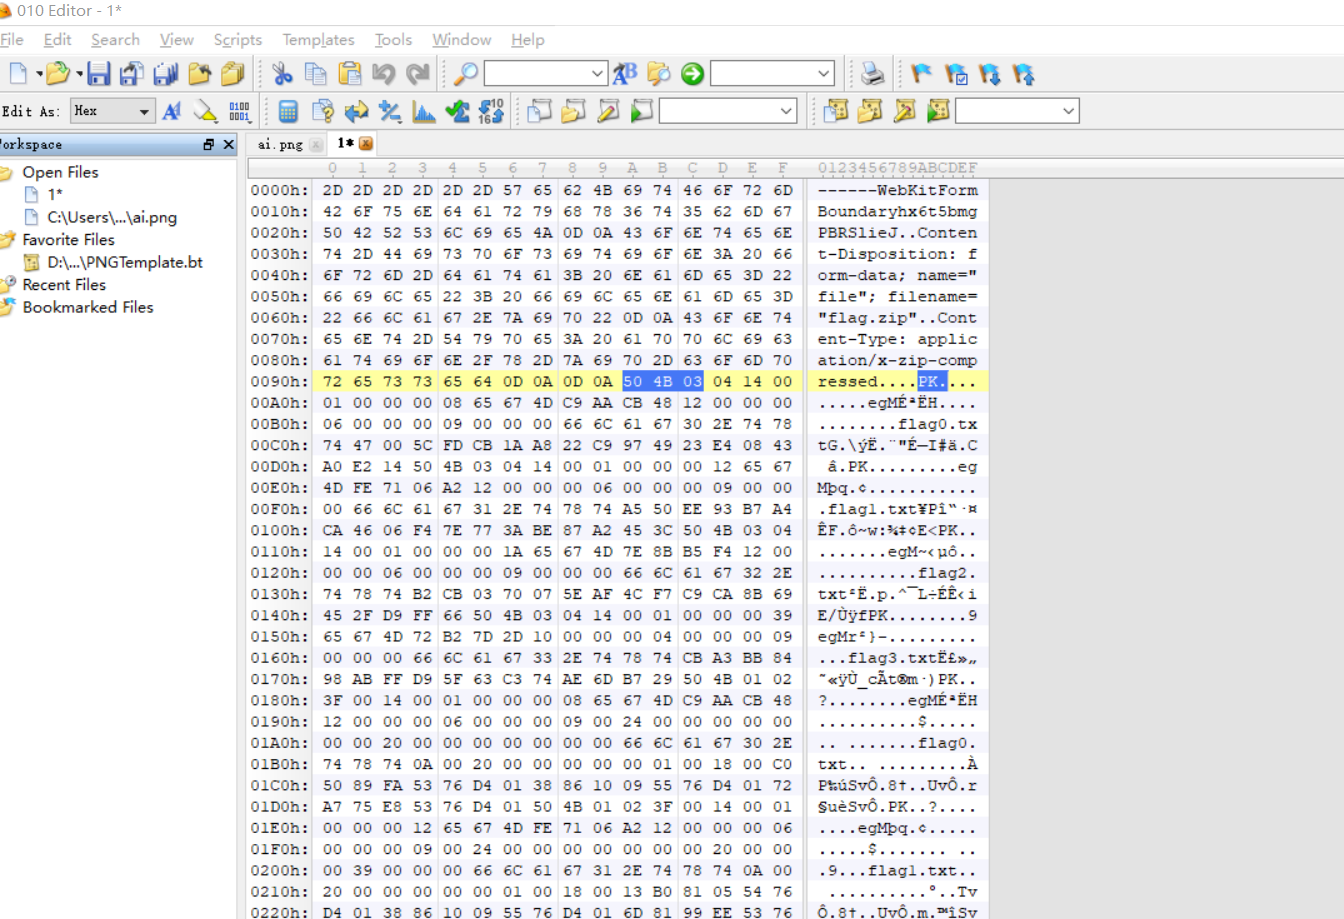 010 Editor - 1*
File Edit Search View Scripts Templates Tools Window Help
Edit As: Hex
Workspace
ai.png 1*
Open Files
1*
C:\Users\...\ai.png
Favorite Files
D:\...\PNGTemplate.bt
Recent Files
Bookmarked Files
0 1 2 3 4 5 6 7 8 9 A B C D E F 0123456789ABCDEF
0000h: 2D 2D 2D 2D 2D 2D 57 65 62 4B 69 74 46 6F 72 6D ------WebKitForm
0010h: 42 6F 75 6E 64 61 72 79 68 78 36 74 35 62 6D 67 Boundaryhx6t5bmg
0020h: 50 42 52 53 6C 69 65 4A 0D 0A 43 6F 6E 74 65 6E PBRSlieJ..Conten
0030h: 74 2D 44 69 73 70 6F 73 69 74 69 6F 6E 3A 20 66 t-Disposition: f
0040h: 6F 72 6D 2D 64 61 74 61 3B 20 6E 61 6D 65 3D 22 orm-data; name="
0050h: 66 69 6C 65 22 3B 20 66 69 6C 65 6E 61 6D 65 3D file"; filename=
0060h: 22 66 6C 61 67 2E 7A 69 70 22 0D 0A 43 6F 6E 74 "flag.zip"..Cont
0070h: 65 6E 74 2D 54 79 70 65 3A 20 61 70 70 6C 69 63 ent-Type: applic
0080h: 61 74 69 6F 6E 2F 78 2D 7A 69 70 2D 63 6F 6D 70 ation/x-zip-comp
0090h: 72 65 73 73 65 64 0D 0A 0D 0A 50 4B 03 04 14 00 ressed....PK....
00A0h: 01 00 00 00 08 65 67 4D C9 AA CB 48 12 00 00 00 .....egMÉªËH....
00B0h: 06 00 00 00 09 00 00 00 66 6C 61 67 30 2E 74 78 ........flag0.tx
00C0h: 74 47 00 5C FD CB 1A A8 22 C9 97 49 23 E4 08 43 tG.\ýË.¨"É—I#ä.C
00D0h: A0 E2 14 50 4B 03 04 14 00 01 00 00 00 12 65 67 â.PK.........eg
00E0h: 4D FE 71 06 A2 12 00 00 00 06 00 00 00 09 00 00 Mþq.¢...........
00F0h: 00 66 6C 61 67 31 2E 74 78 74 A5 50 EE 93 B7 A4 .flag1.txt¥Pî“·¤
0100h: CA 46 06 F4 7E 77 3A BE 87 A2 45 3C 50 4B 03 04 ÊF.ô~w:¾‡¢E<PK..
0110h: 14 00 01 00 00 00 1A 65 67 4D 7E 8B B5 F4 12 00 .......egM~‹µô..
0120h: 00 00 06 00 00 00 09 00 00 00 66 6C 61 67 32 2E ..........flag2.
0130h: 74 78 74 B2 CB 03 70 07 5E AF 4C F7 C9 CA 8B 69 txt²Ë.p.^¯L÷ÉÊ‹i
0140h: 45 2F D9 FF 66 50 4B 03 04 14 00 01 00 00 00 39 E/ÙÿfPK........9
0150h: 65 67 4D 72 B2 7D 2D 10 00 00 00 04 00 00 00 09 egMr²}-.........
0160h: 00 00 00 66 6C 61 67 33 2E 74 78 74 CB A3 BB 84 ...flag3.txtË£»„
0170h: 98 AB FF D9 5F 63 C3 74 AE 6D B7 29 50 4B 01 02 ˜«ÿÙ_cÃt®m·)PK..
0180h: 3F 00 14 00 01 00 00 00 08 65 67 4D C9 AA CB 48 ?........egMÉªËH
0190h: 12 00 00 00 06 00 00 00 09 00 24 00 00 00 00 00 ..........$.....
01A0h: 00 00 20 00 00 00 00 00 00 00 66 6C 61 67 30 2E .. .......flag0.
01B0h: 74 78 74 0A 00 20 00 00 00 00 00 01 00 18 00 C0 txt.. .........À
01C0h: 50 89 FA 53 76 D4 01 38 86 10 09 55 76 D4 01 72 P‰úSvÔ.8†..UvÔ.r
01D0h: A7 75 E8 53 76 D4 01 50 4B 01 02 3F 00 14 00 01 §uèSvÔ.PK..?....
01E0h: 00 00 00 12 65 67 4D FE 71 06 A2 12 00 00 00 06 ....egMþq.¢.....
01F0h: 00 00 00 09 00 24 00 00 00 00 00 00 00 20 00 00 .....$....... ..
0200h: 00 39 00 00 00 66 6C 61 67 31 2E 74 78 74 0A 00 .9...flag1.txt..
0210h: 20 00 00 00 00 00 01 00 18 00 13 B0 81 05 54 76 ..........°..Tv
0220h: D4 01 38 86 10 09 55 76 D4 01 6D 81 99 EE 53 76 Ô.8†..UvÔ.m.™îSv